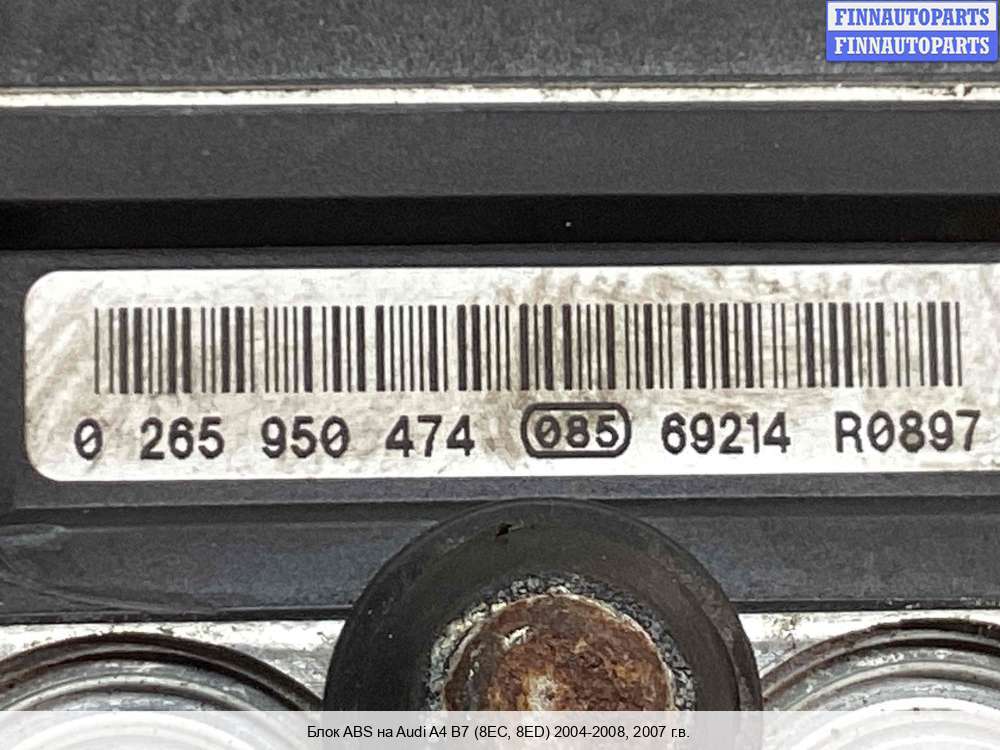 FINNAUTOPARTS
FINNAUTOPARTS
0 265 950 474 085 69214 R0897
Блок ABS на Audi A4 B7 (8EC, 8ED) 2004-2008, 2007 г.в.